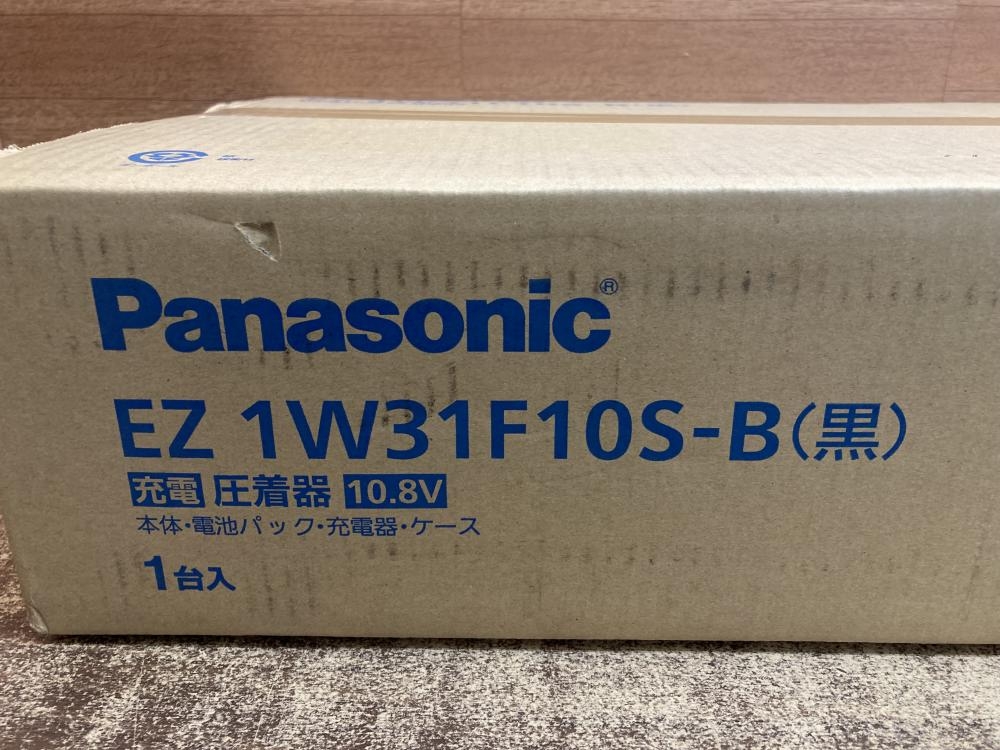 Panasonic®
EZ 1W31F10S-B(黒)
充電 圧着器 10.8V
本体・電池パック・充電器・ケース
1台入